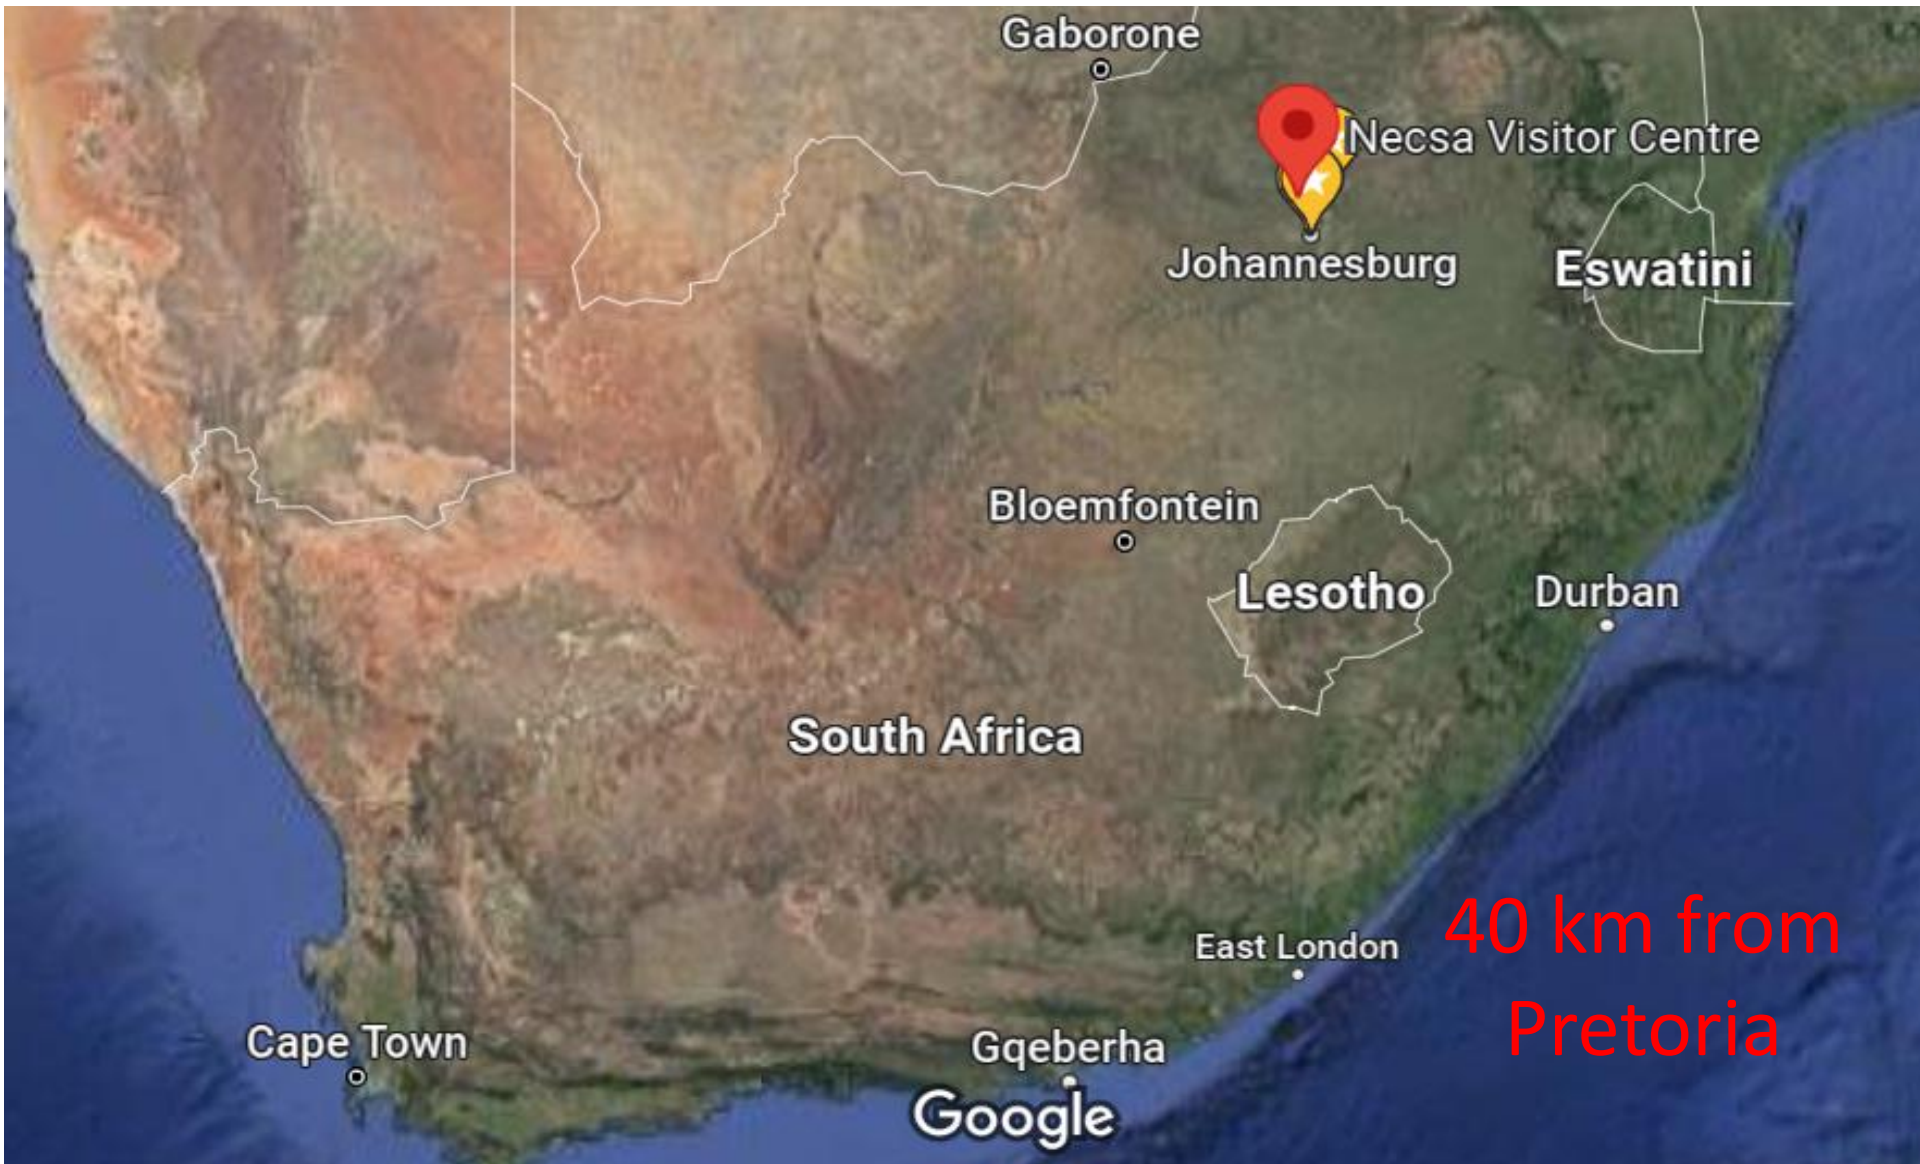 Gaborone
Necsa Visitor Centre
Johannesburg
Eswatini
Bloemfontein
Lesotho
Durban
South Africa
40 km from
Pretoria
East London
Cape Town
Gqeberha
Google